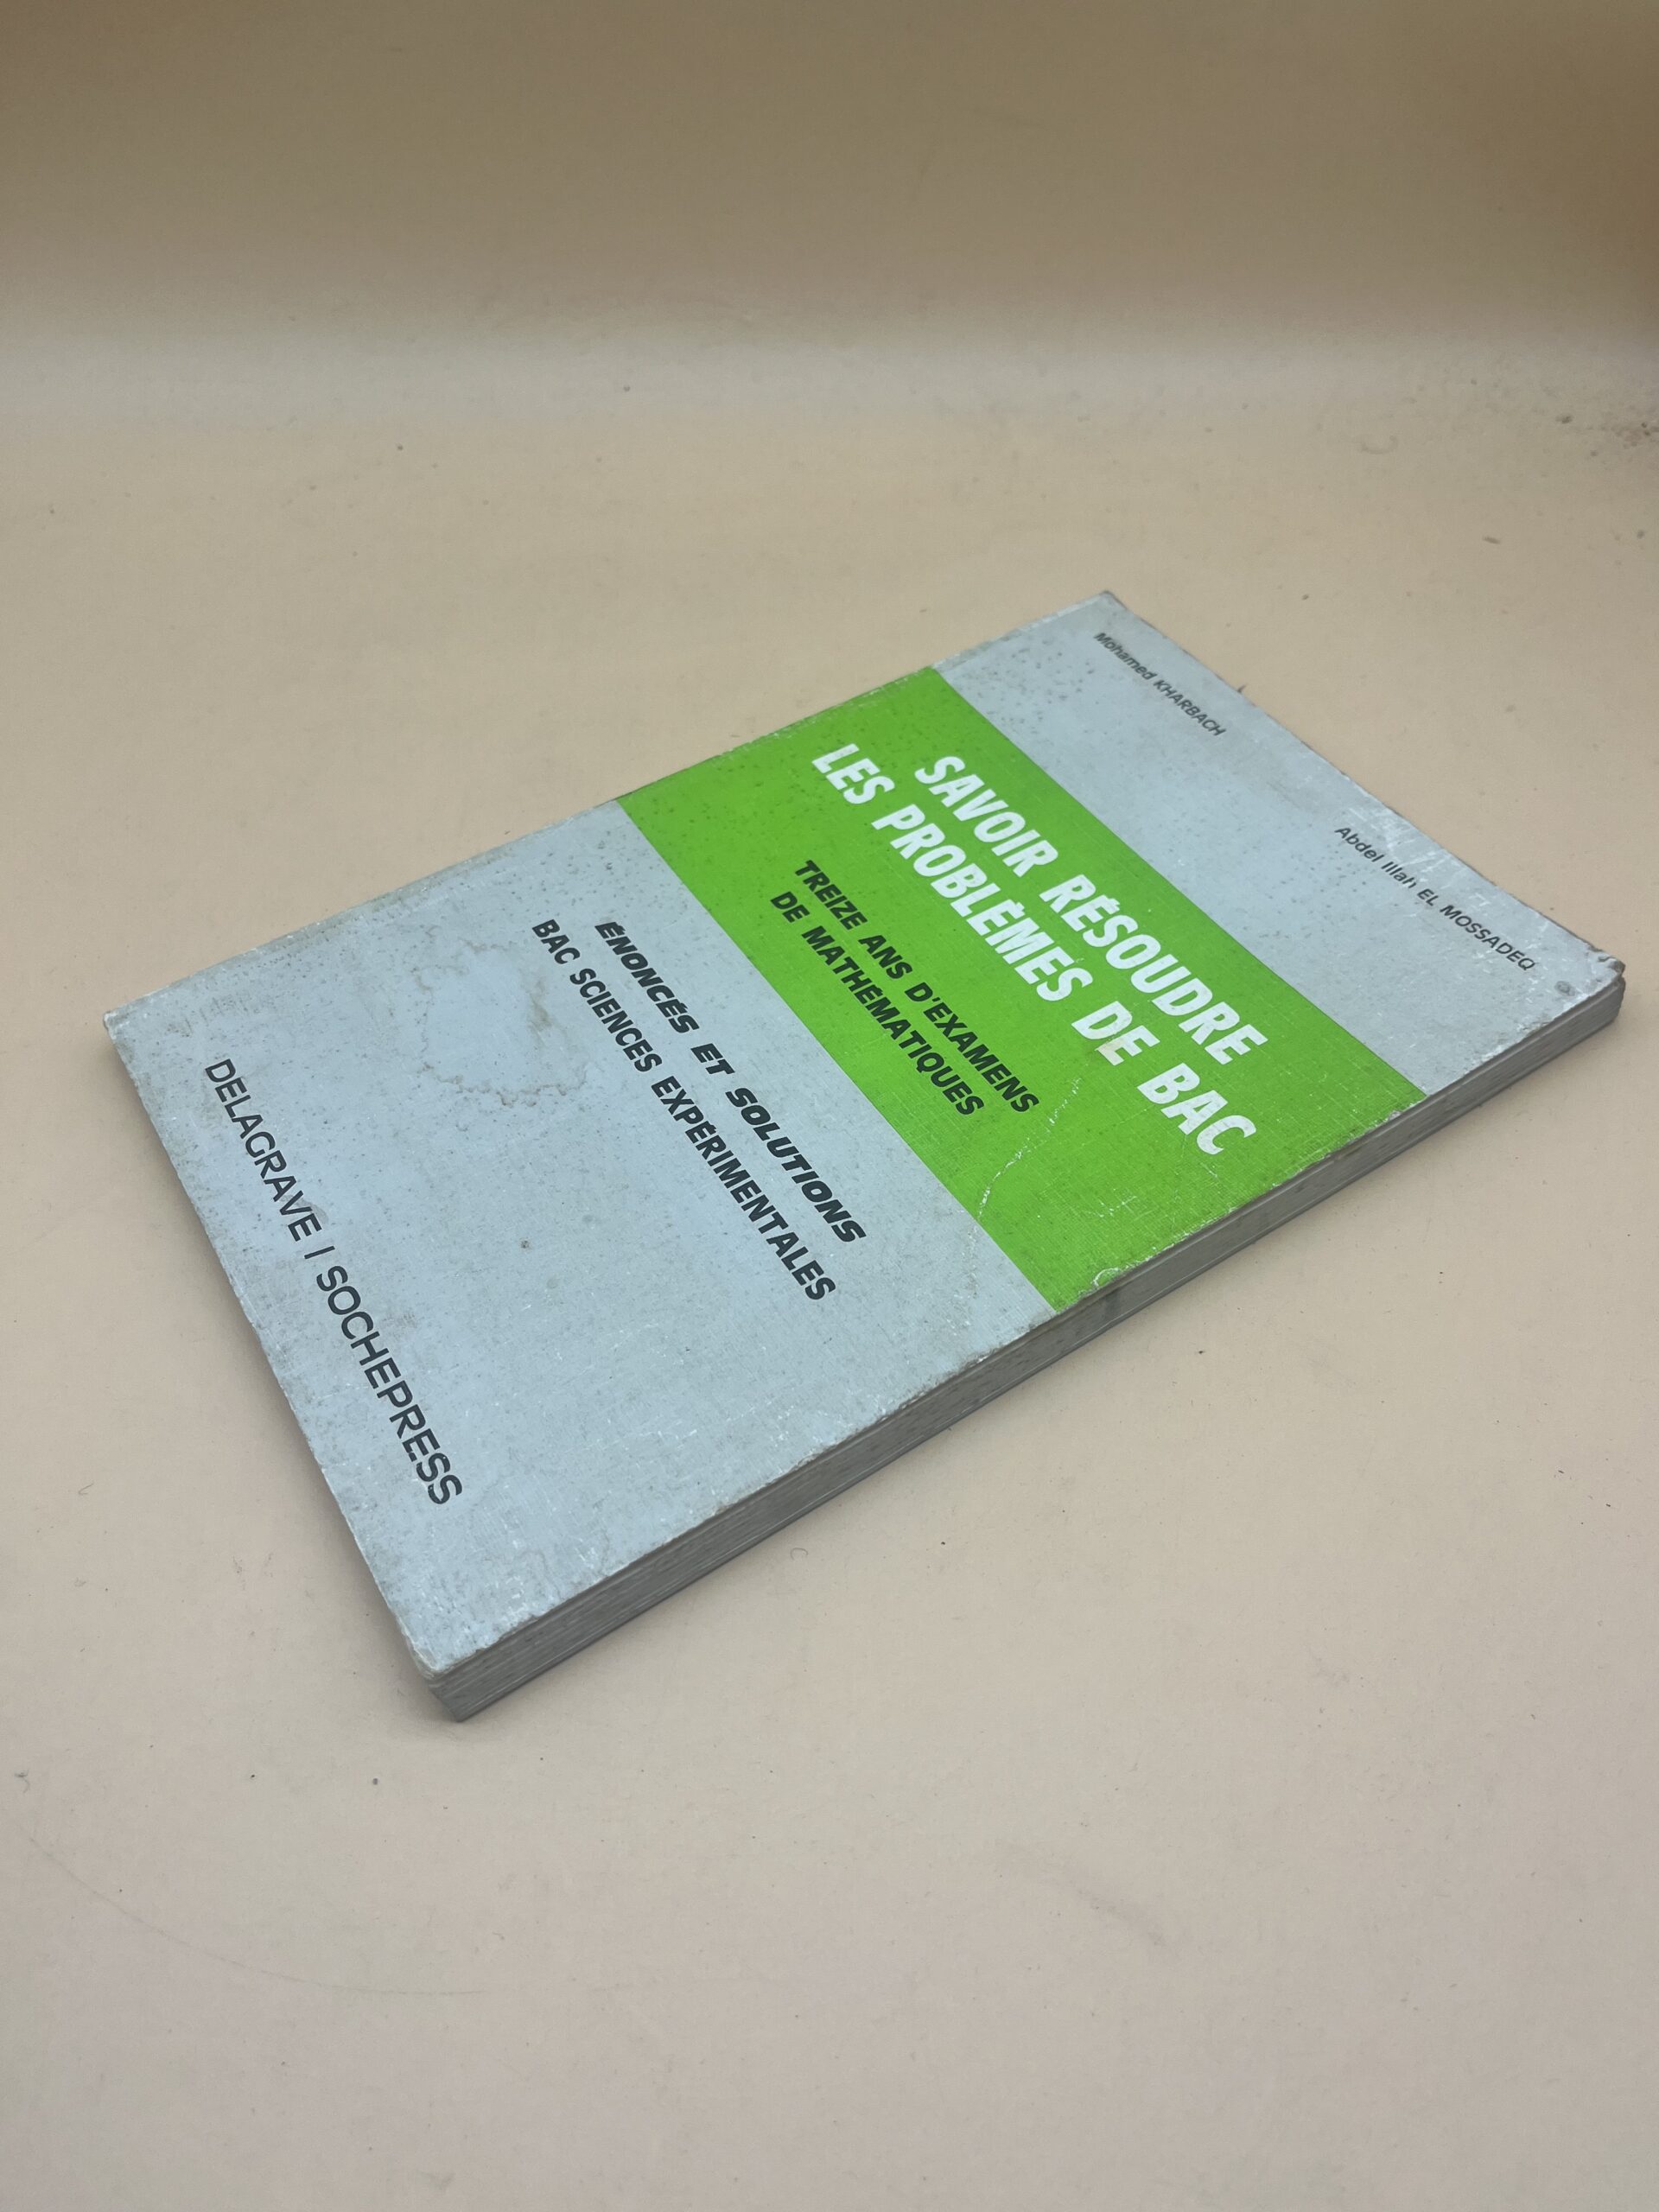 Mohamed KHARBACH
Abdel Illah EL MOSSADEQ
SAVOIR RÉSOUDRE
LES PROBLÈMES DE BAC
TREIZE ANS D'EXAMENS
DE MATHÉMATIQUES
ÉNONCÉS ET SOLUTIONS
BAC SCIENCES EXPÉRIMENTALES
DELAGRAVE / SOCHEPRESS